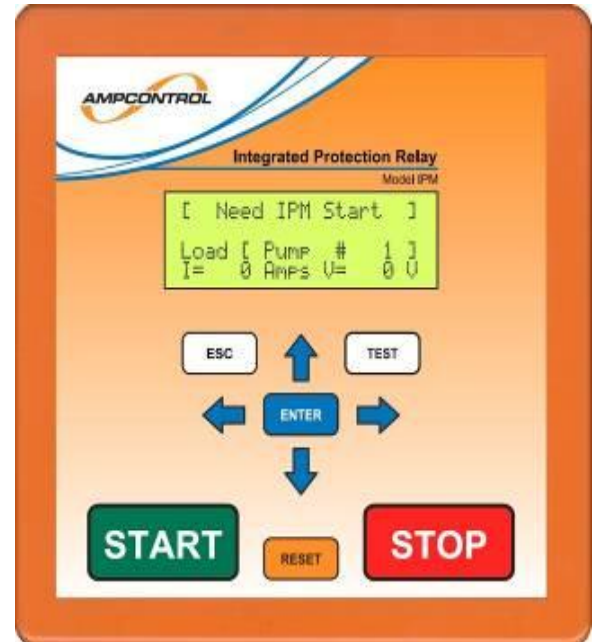 AMPCONTROL
Integrated Protection Relay
Model IPM
[ Need IPM Start ]
Load [ Pump # 1 ]
I= 0 Amps V= 0 V
ESC
TEST
ENTER
START
RESET
STOP